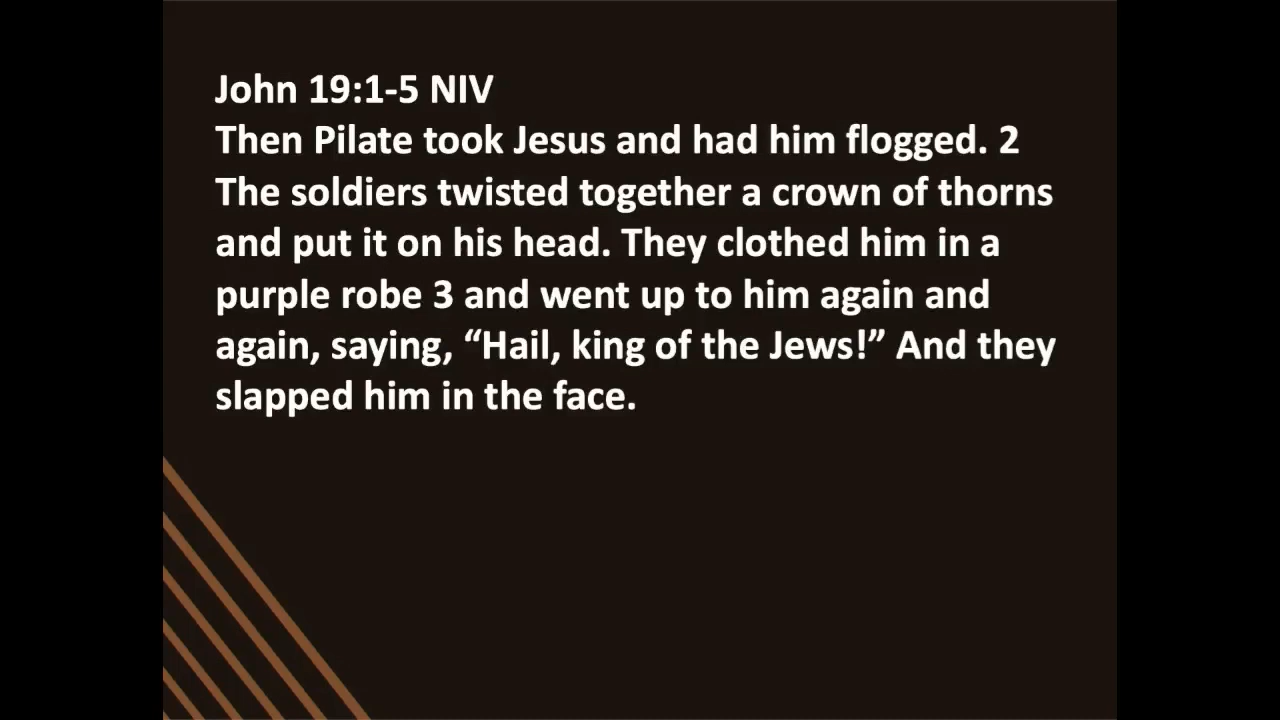 John 19:1-5 NIV
Then Pilate took Jesus and had him flogged. 2
The soldiers twisted together a crown of thorns
and put it on his head. They clothed him in a
purple robe 3 and went up to him again and
again, saying, “Hail, king of the Jews!” And they
slapped him in the face.